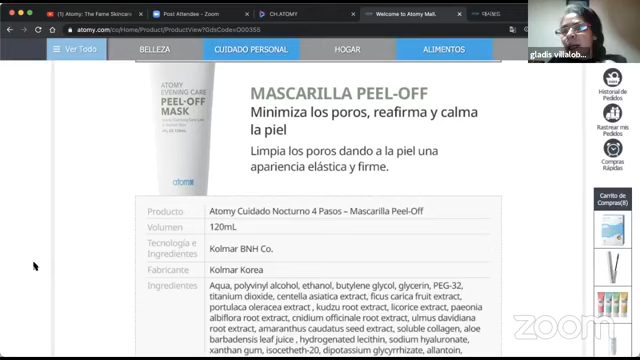 (1) Atomy: The Fame Skincare
Post Attendee - Zoom
CH.ATOMY
Welcome to Atomy Mall.
대시보드
atomy.com/co/Home/Product/ProductView?GdsCode=O00355
gladis villalob...
Ver Todo
BELLEZA
CUIDADO PERSONAL
HOGAR
ALIMENTOS
ATOMY
EVENING CARE
PEEL-OFF
MASK
atomy
MASCARILLA PEEL-OFF
Minimiza los poros, reafirma y calma
la piel
Limpia los poros dando a la piel una
apariencia elástica y firme.
Historial de
Pedidos
Rastrear mis
Pedidos
Compras
Rápidas
Carrito de
Compras(8)
Producto
Atomy Cuidado Nocturno 4 Pasos – Mascarilla Peel-Off
Volumen
120mL
Tecnología e
Ingredientes
Kolmar BNH Co.
Fabricante
Kolmar Korea
Ingredientes
Aqua, polyvinyl alcohol, ethanol, butylene glycol, glycerin, PEG-32,
titanium dioxide, centella asiatica extract, ficus carica fruit extract,
portulaca oleracea extract , kudzu root extract, licorice extract, paeonia
albiflora root extract, cnidium officinale root extract, ulmus davidiana
root extract, amaranthus caudatus seed extract, soluble collagen, aloe
barbadensis leaf juice , hydrogenated lecithin, sodium hyaluronate,
xanthan gum, isoceteth-20, dipotassium glycyrrhizate, allantoin,
zoom